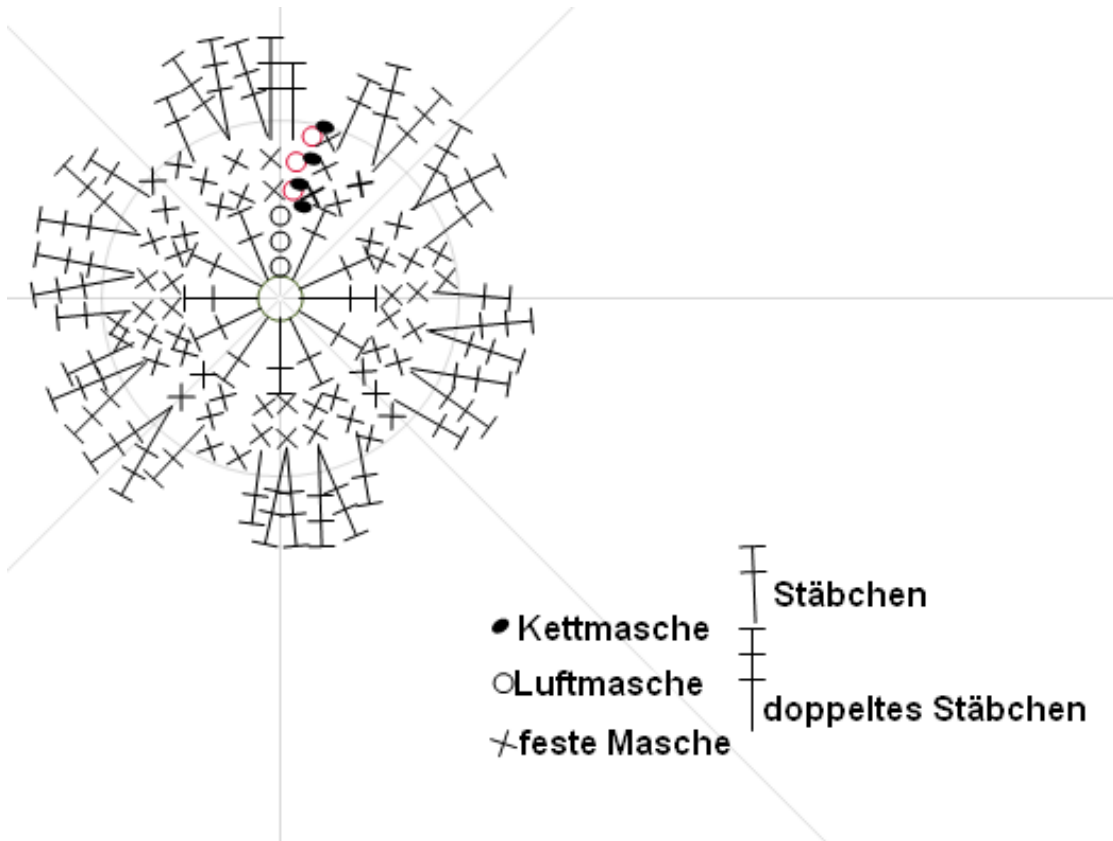 Stäbchen
Kettmasche
Luftmasche
doppeltes Stäbchen
feste Masche